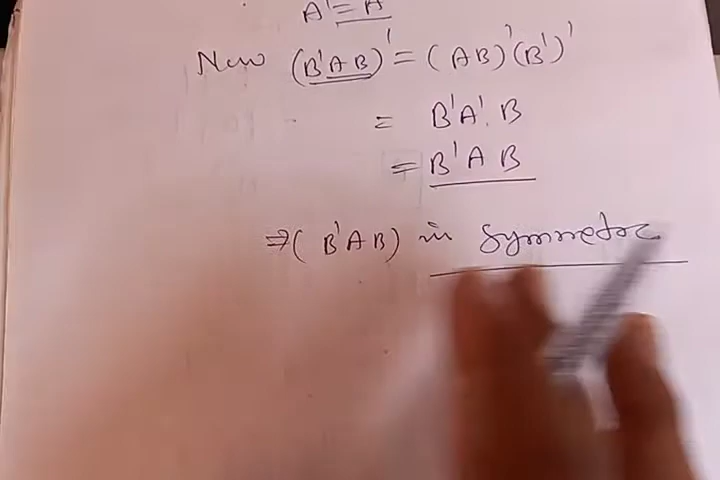 A' = A
Now (B'AB)' = (AB)'(B')'
= B'A'.B
= B'AB
⇒ (B'AB) is symmetric